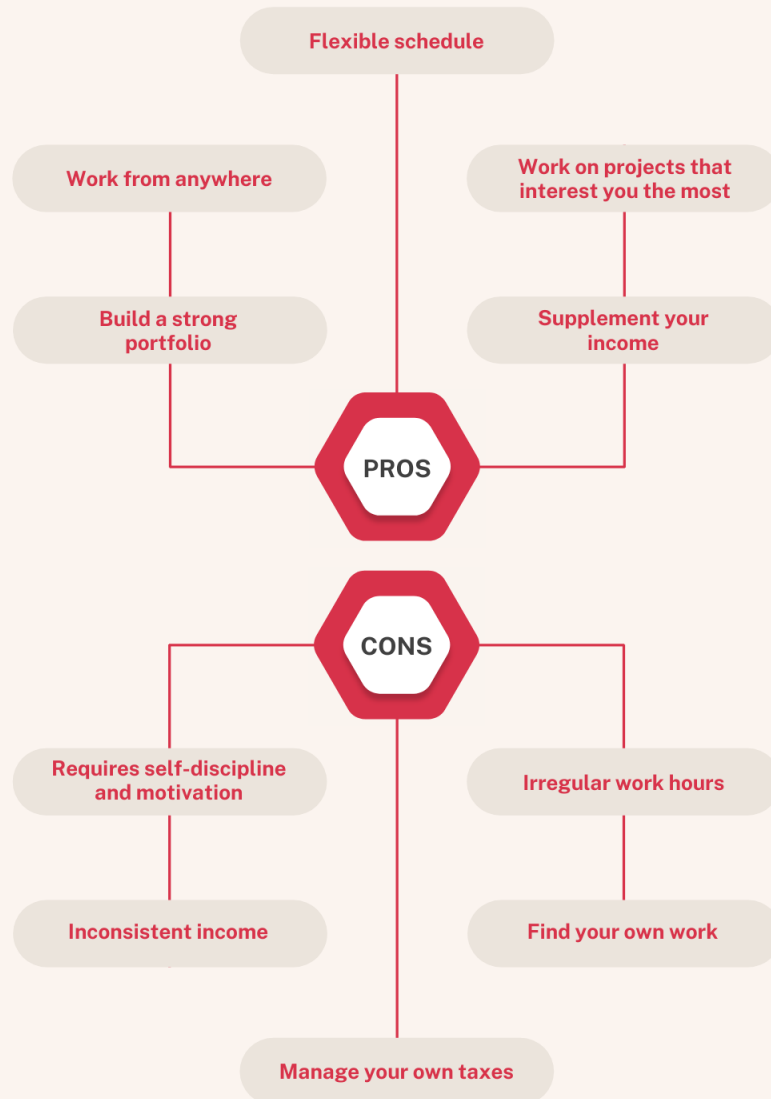 Flexible schedule
Work from anywhere
Work on projects that
interest you the most
Build a strong
portfolio
Supplement your
income
PROS
CONS
Requires self-discipline
and motivation
Irregular work hours
Inconsistent income
Find your own work
Manage your own taxes